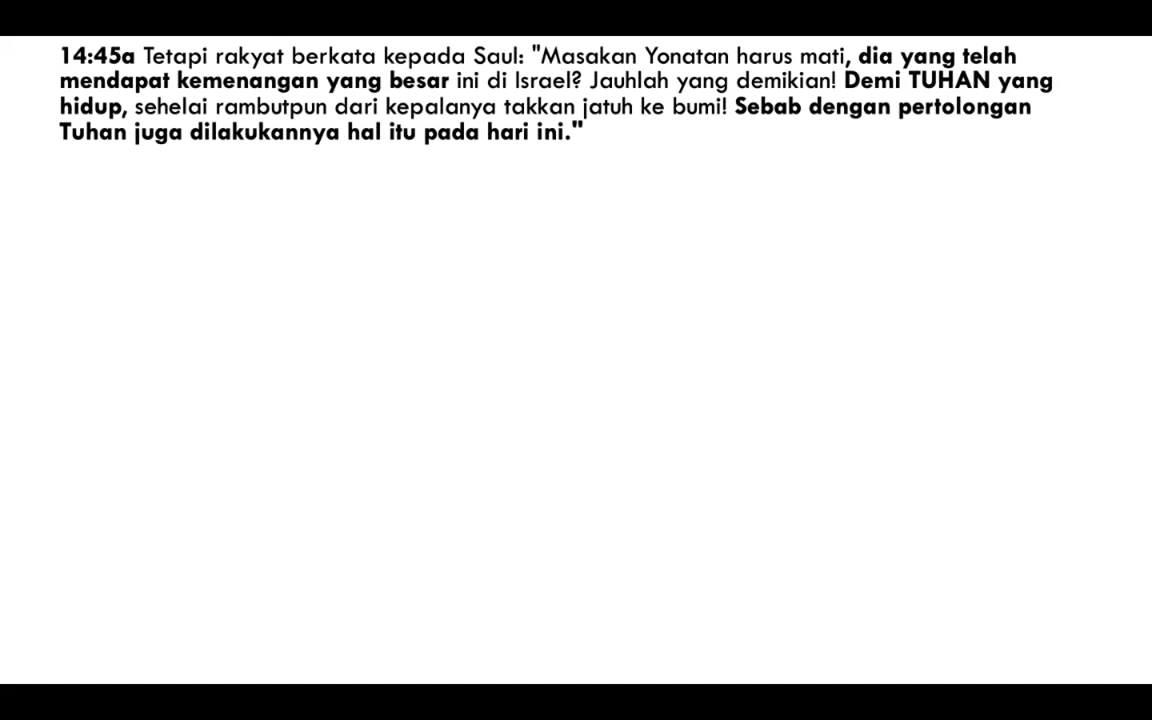 14:45a Tetapi rakyat berkata kepada Saul: "Masakan Yonatan harus mati, dia yang telah
mendapat kemenangan yang besar ini di Israel? Jauhlah yang demikian! Demi TUHAN yang
hidup, sehelai rambutpun dari kepalanya takkan jatuh ke bumi! Sebab dengan pertolongan
Tuhan juga dilakukannya hal itu pada hari ini."